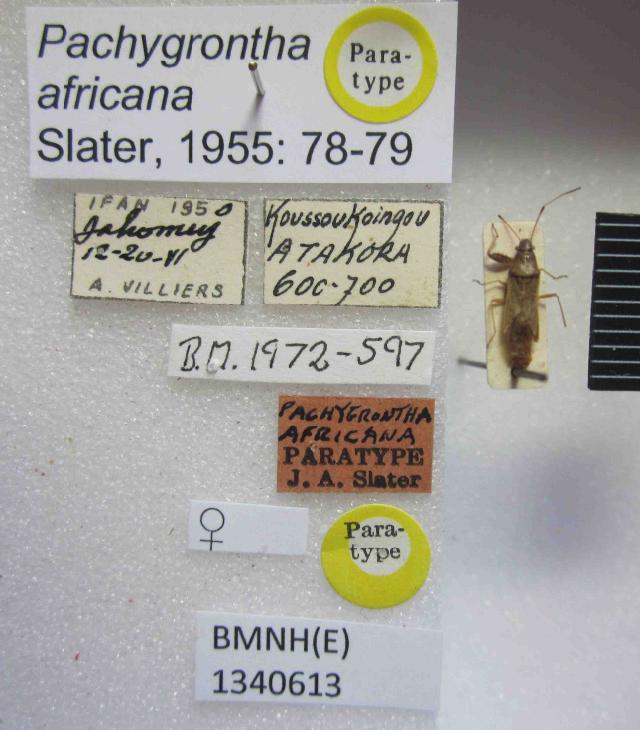 Pachygrontha
africana
Slater, 1955: 78-79
Para-
type
IFAN 1950
Dahomey
12-20-VI
A. VILLIERS
KoussouKoingou
ATAKORA
600-700
B.M. 1972-597
PACHYGRONTHA
AFRICANA
PARATYPE
J. A. Slater
♀
Para-
type
BMNH(E)
1340613